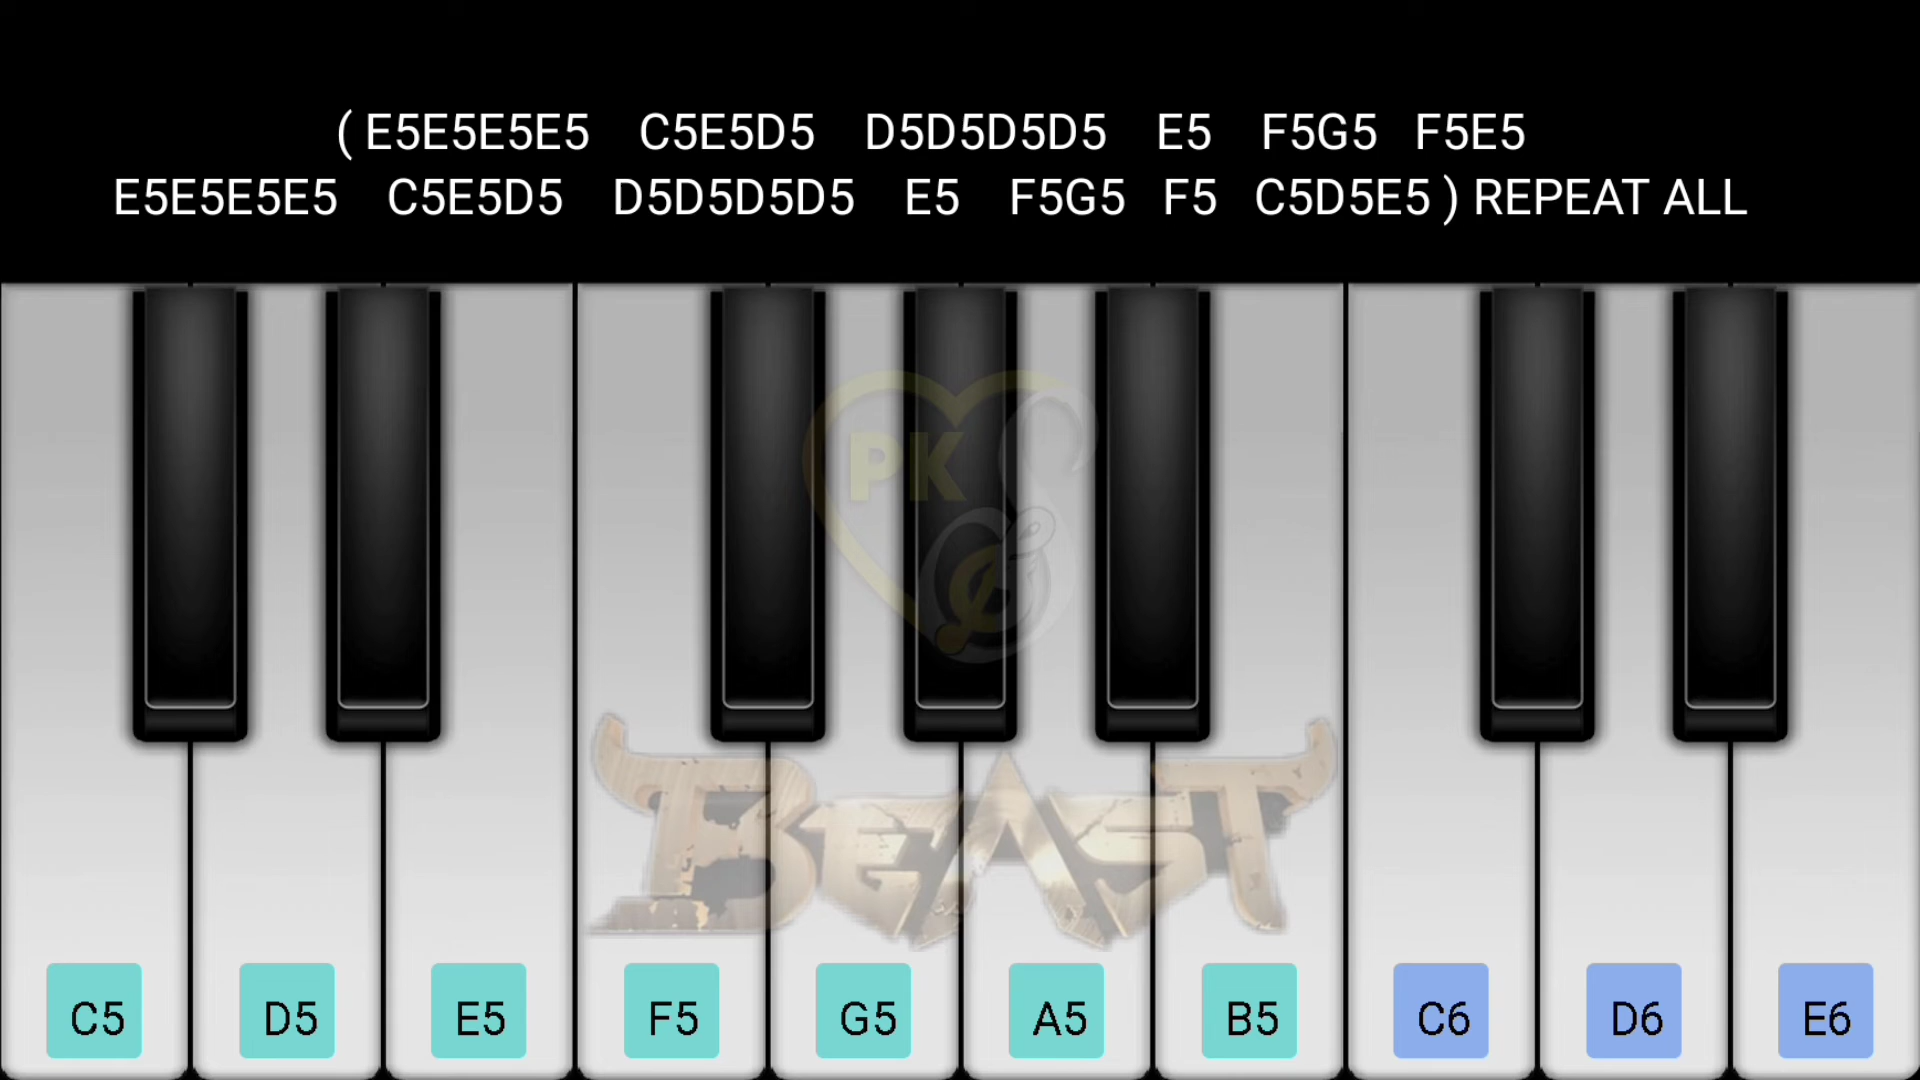 ( E5E5E5E5 C5E5D5 D5D5D5D5 E5 F5G5 F5E5
E5E5E5E5 C5E5D5 D5D5D5D5 E5 F5G5 F5 C5D5E5 ) REPEAT ALL
PK
BEAST
C5 D5 E5 F5 G5 A5 B5 C6 D6 E6